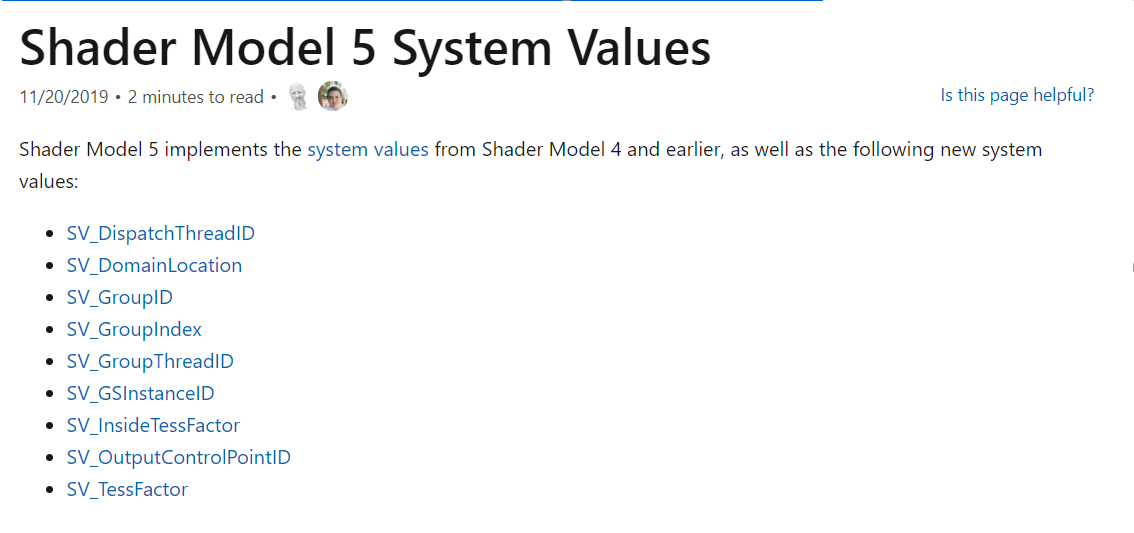 Shader Model 5 System Values
11/20/2019 • 2 minutes to read •
Is this page helpful?
Shader Model 5 implements the system values from Shader Model 4 and earlier, as well as the following new system
values:
• SV_DispatchThreadID
• SV_DomainLocation
• SV_GroupID
• SV_GroupIndex
• SV_GroupThreadID
• SV_GSInstanceID
• SV_InsideTessFactor
• SV_OutputControlPointID
• SV_TessFactor